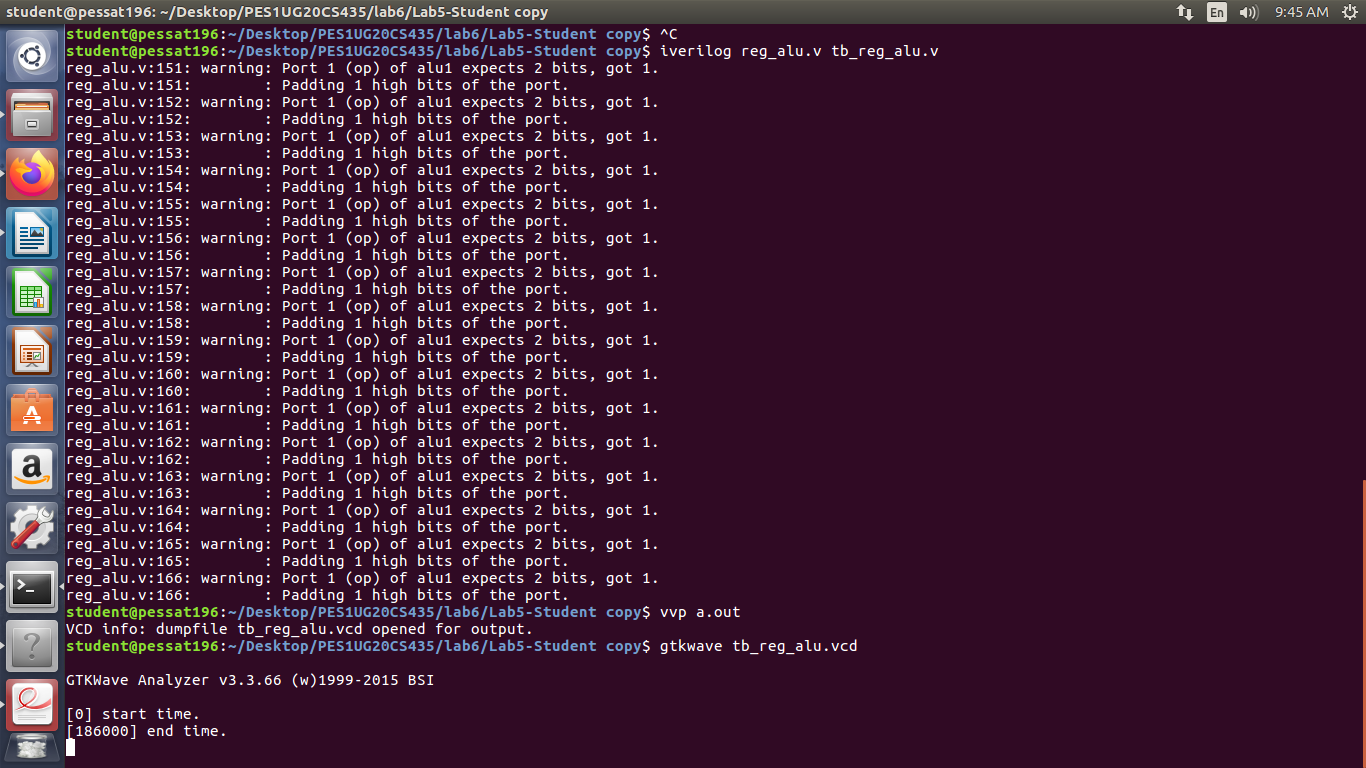 student@pessat196: ~/Desktop/PES1UG20CS435/lab6/Lab5-Student copy
En
9:45 AM
student@pessat196:~/Desktop/PES1UG20CS435/lab6/Lab5-Student copy$ ^C
student@pessat196:~/Desktop/PES1UG20CS435/lab6/Lab5-Student copy$ iverilog reg_alu.v tb_reg_alu.v
reg_alu.v:151: warning: Port 1 (op) of alu1 expects 2 bits, got 1.
reg_alu.v:151:        : Padding 1 high bits of the port.
reg_alu.v:152: warning: Port 1 (op) of alu1 expects 2 bits, got 1.
reg_alu.v:152:        : Padding 1 high bits of the port.
reg_alu.v:153: warning: Port 1 (op) of alu1 expects 2 bits, got 1.
reg_alu.v:153:        : Padding 1 high bits of the port.
reg_alu.v:154: warning: Port 1 (op) of alu1 expects 2 bits, got 1.
reg_alu.v:154:        : Padding 1 high bits of the port.
reg_alu.v:155: warning: Port 1 (op) of alu1 expects 2 bits, got 1.
reg_alu.v:155:        : Padding 1 high bits of the port.
reg_alu.v:156: warning: Port 1 (op) of alu1 expects 2 bits, got 1.
reg_alu.v:156:        : Padding 1 high bits of the port.
reg_alu.v:157: warning: Port 1 (op) of alu1 expects 2 bits, got 1.
reg_alu.v:157:        : Padding 1 high bits of the port.
reg_alu.v:158: warning: Port 1 (op) of alu1 expects 2 bits, got 1.
reg_alu.v:158:        : Padding 1 high bits of the port.
reg_alu.v:159: warning: Port 1 (op) of alu1 expects 2 bits, got 1.
reg_alu.v:159:        : Padding 1 high bits of the port.
reg_alu.v:160: warning: Port 1 (op) of alu1 expects 2 bits, got 1.
reg_alu.v:160:        : Padding 1 high bits of the port.
reg_alu.v:161: warning: Port 1 (op) of alu1 expects 2 bits, got 1.
reg_alu.v:161:        : Padding 1 high bits of the port.
reg_alu.v:162: warning: Port 1 (op) of alu1 expects 2 bits, got 1.
reg_alu.v:162:        : Padding 1 high bits of the port.
reg_alu.v:163: warning: Port 1 (op) of alu1 expects 2 bits, got 1.
reg_alu.v:163:        : Padding 1 high bits of the port.
reg_alu.v:164: warning: Port 1 (op) of alu1 expects 2 bits, got 1.
reg_alu.v:164:        : Padding 1 high bits of the port.
reg_alu.v:165: warning: Port 1 (op) of alu1 expects 2 bits, got 1.
reg_alu.v:165:        : Padding 1 high bits of the port.
reg_alu.v:166: warning: Port 1 (op) of alu1 expects 2 bits, got 1.
reg_alu.v:166:        : Padding 1 high bits of the port.
student@pessat196:~/Desktop/PES1UG20CS435/lab6/Lab5-Student copy$ vvp a.out
VCD info: dumpfile tb_reg_alu.vcd opened for output.
student@pessat196:~/Desktop/PES1UG20CS435/lab6/Lab5-Student copy$ gtkwave tb_reg_alu.vcd
GTKWave Analyzer v3.3.66 (w)1999-2015 BSI
[0] start time.
[186000] end time.